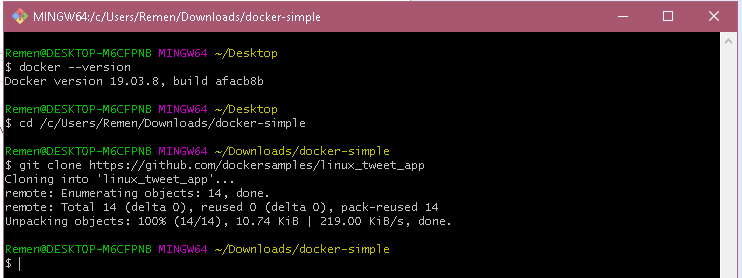 MINGW64:/c/Users/Remen/Downloads/docker-simple
Remen@DESKTOP-M6CFPNB MINGW64 ~/Desktop
$ docker --version
Docker version 19.03.8, build afacb8b
Remen@DESKTOP-M6CFPNB MINGW64 ~/Desktop
$ cd /c/Users/Remen/Downloads/docker-simple
Remen@DESKTOP-M6CFPNB MINGW64 ~/Downloads/docker-simple
$ git clone https://github.com/dockersamples/linux_tweet_app
Cloning into 'linux_tweet_app'...
remote: Enumerating objects: 14, done.
remote: Total 14 (delta 0), reused 0 (delta 0), pack-reused 14
Unpacking objects: 100% (14/14), 10.74 KiB | 219.00 KiB/s, done.
Remen@DESKTOP-M6CFPNB MINGW64 ~/Downloads/docker-simple
$